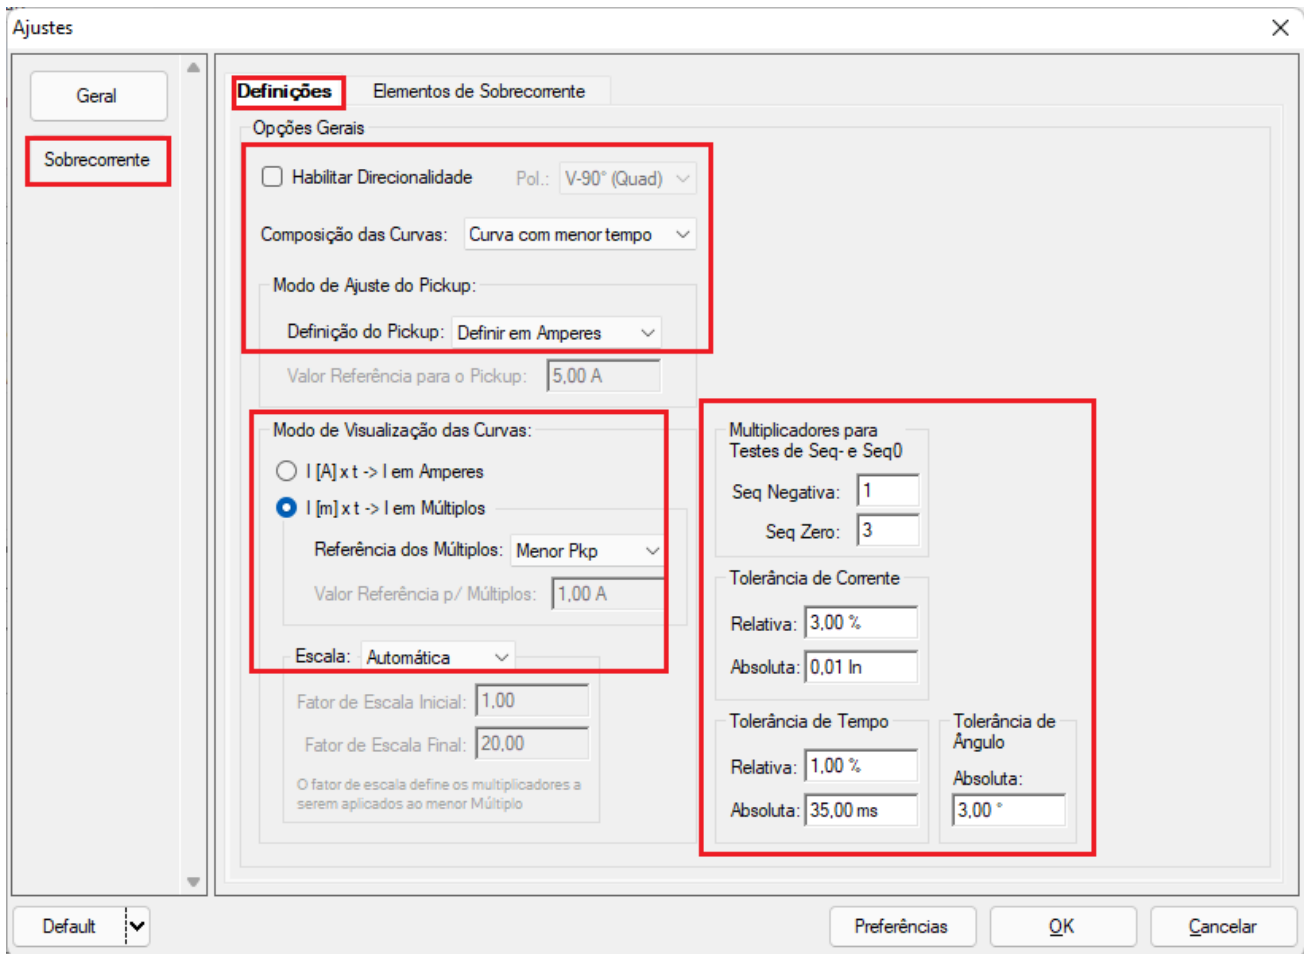 Ajustes
Geral
Sobrecorrente
Definições
Elementos de Sobrecorrente
Opções Gerais
Habilitar Direcionalidade
Pol.: V-90° (Quad)
Composição das Curvas: Curva com menor tempo
Modo de Ajuste do Pickup:
Definição do Pickup: Definir em Amperes
Valor Referência para o Pickup: 5,00 A
Modo de Visualização das Curvas:
I [A] x t -> I em Amperes
I [m] x t -> I em Múltiplos
Referência dos Múltiplos: Menor Pkp
Valor Referência p/ Múltiplos: 1,00 A
Escala: Automática
Fator de Escala Inicial: 1,00
Fator de Escala Final: 20,00
O fator de escala define os multiplicadores a
serem aplicados ao menor Múltiplo
Multiplicadores para
Testes de Seq- e Seq0
Seq Negativa: 1
Seq Zero: 3
Tolerância de Corrente
Relativa: 3,00 %
Absoluta: 0,01 In
Tolerância de Tempo
Relativa: 1,00 %
Absoluta: 35,00 ms
Tolerância de
Ângulo
Absoluta:
3,00 °
Default
Preferências
OK
Cancelar